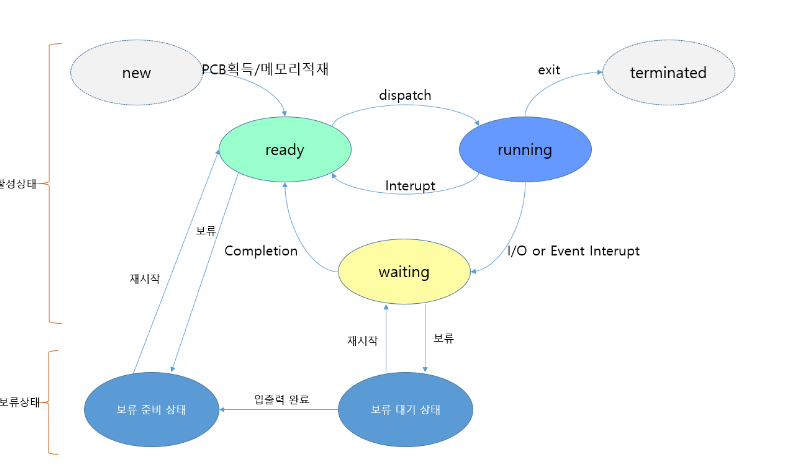 new
PCB획득/메모리적재
exit
terminated
dispatch
ready
running
Interupt
활성상태
보류
Completion
I/O or Event Interupt
waiting
재시작
재시작
보류
보류상태
보류 준비 상태
입출력 완료
보류 대기 상태